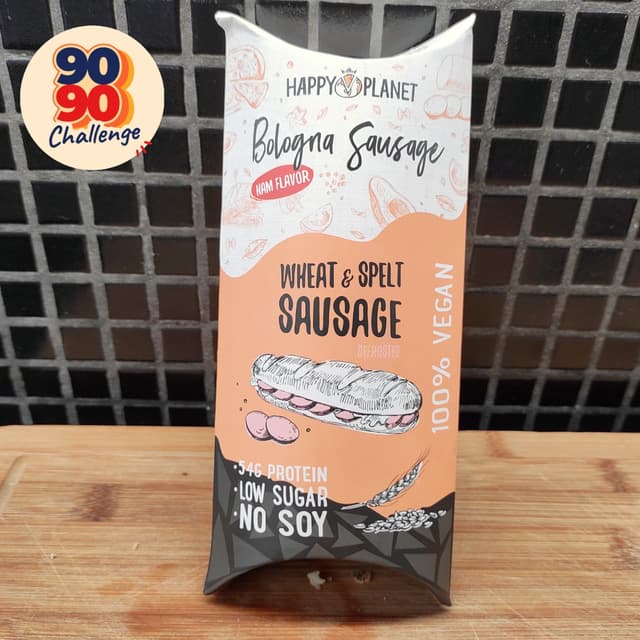 90
90
Challenge
HAPPY PLANET
Bologna Sausage
HAM FLAVOR
WHEAT & SPELT
SAUSAGE
100% VEGAN
·54G PROTEIN
·LOW SUGAR
·NO SOY